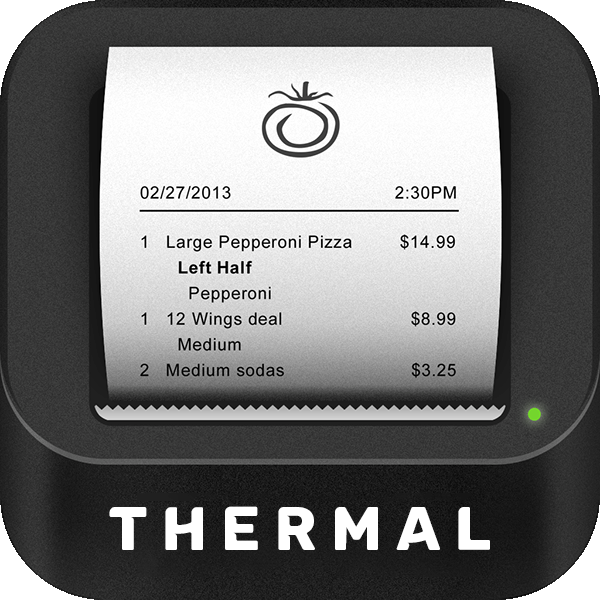 02/27/2013 2:30PM
1 Large Pepperoni Pizza $14.99
Left Half
Pepperoni
1 12 Wings deal $8.99
Medium
2 Medium sodas $3.25
THERMAL